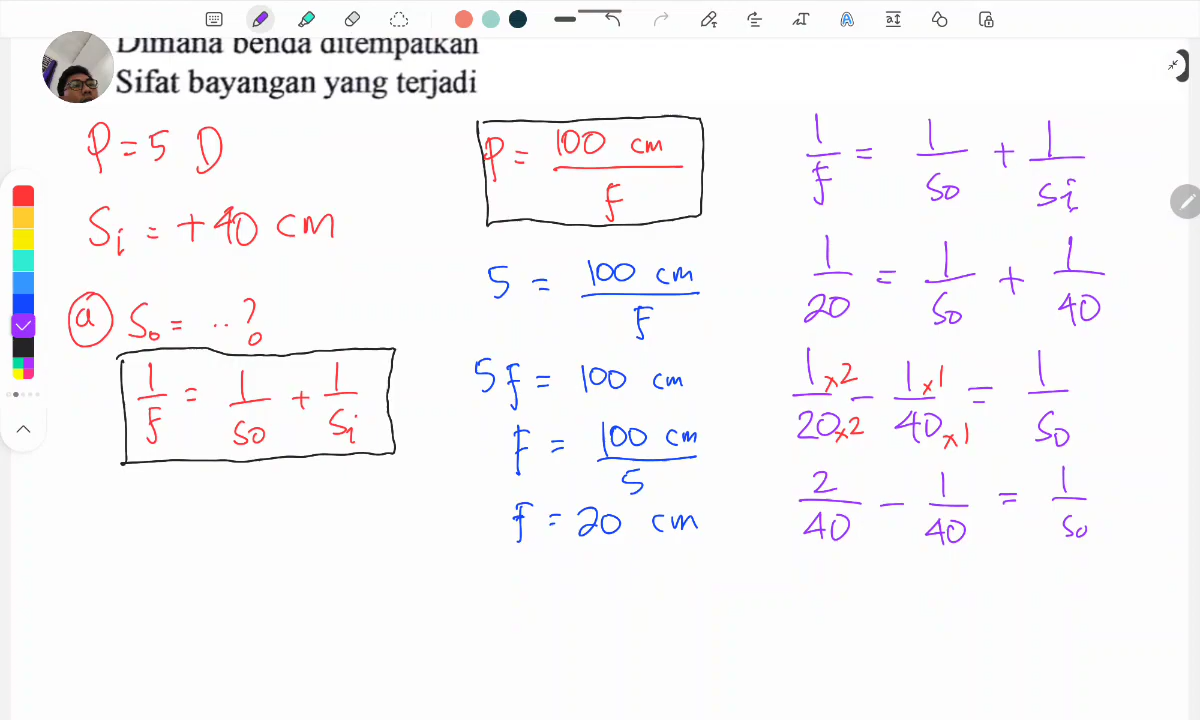 Dimana benda ditempatkan
Sifat bayangan yang terjadi
P = 5 D
Si = +40 cm
a So = ..?
1/f = 1/so + 1/si
P = 100 cm / f
5 = 100 cm / f
5f = 100 cm
f = 100 cm / 5
f = 20 cm
1/f = 1/so + 1/si
1/20 = 1/so + 1/40
1x2/20x2 - 1x1/40x1 = 1/so
2/40 - 1/40 = 1/so